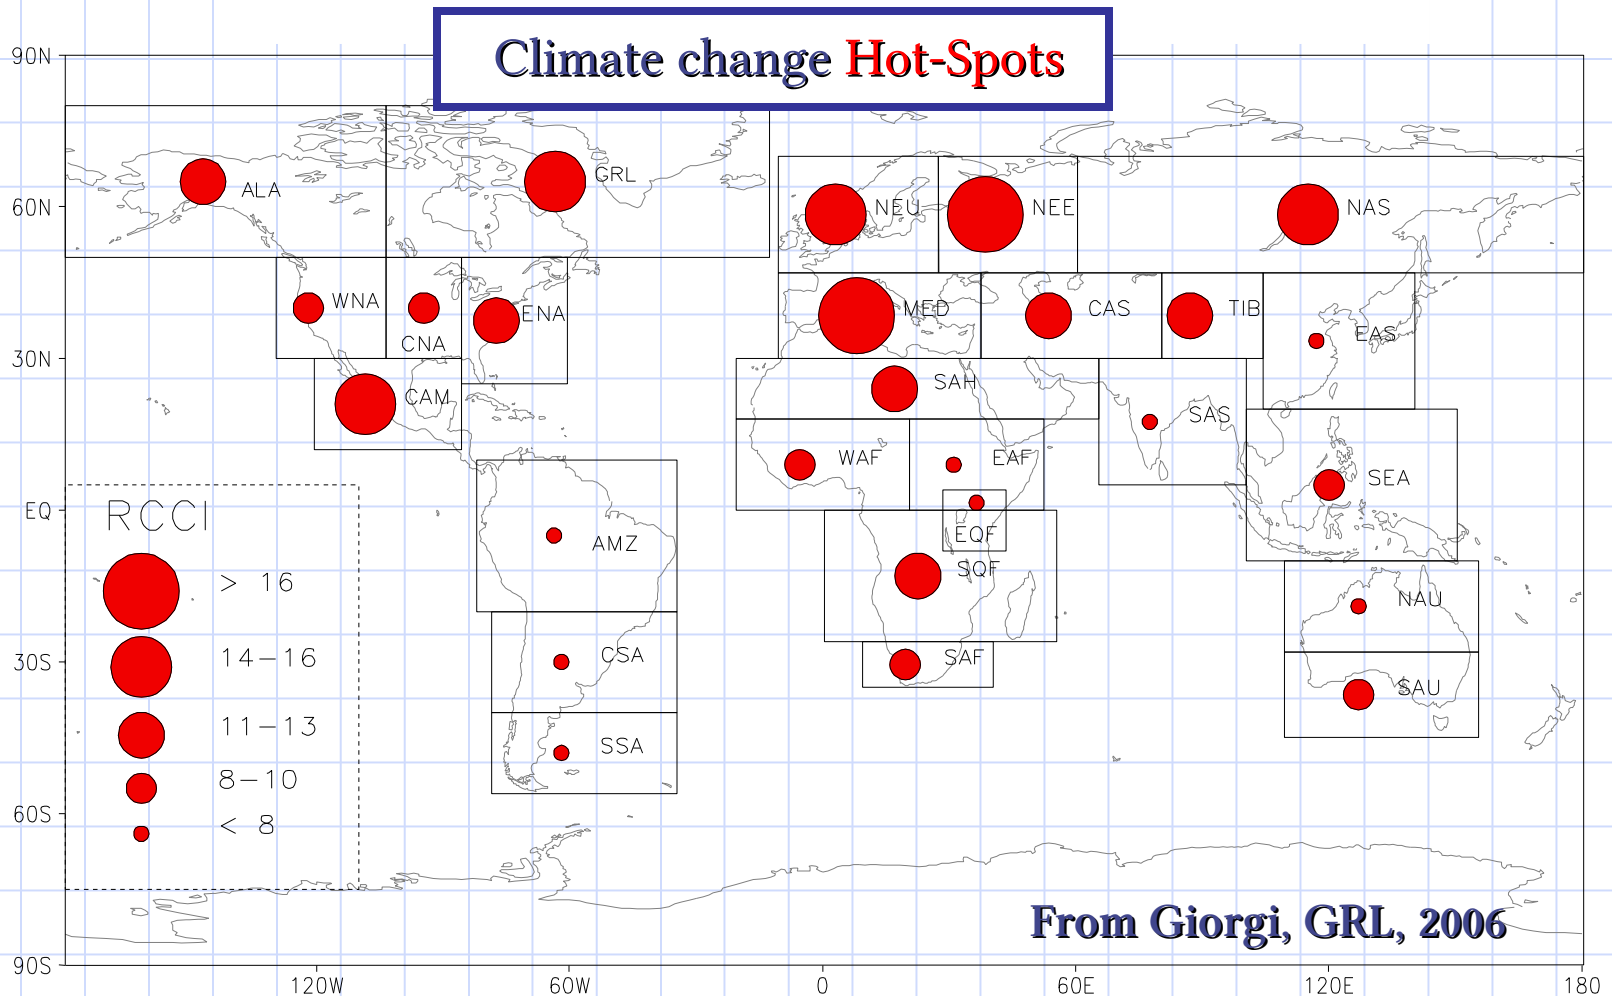 Climate change Hot-Spots
90N
60N
30N
EQ
30S
60S
90S
ALA
GRL
NEU
NEE
NAS
WNA
CNA
ENA
MED
CAS
TIB
EAS
CAM
SAH
SAS
WAF
EAF
SEA
EQF
AMZ
SQF
NAU
CSA
SAF
SAU
SSA
RCCI
> 16
14-16
11-13
8-10
< 8
From Giorgi, GRL, 2006
120W
60W
0
60E
120E
180